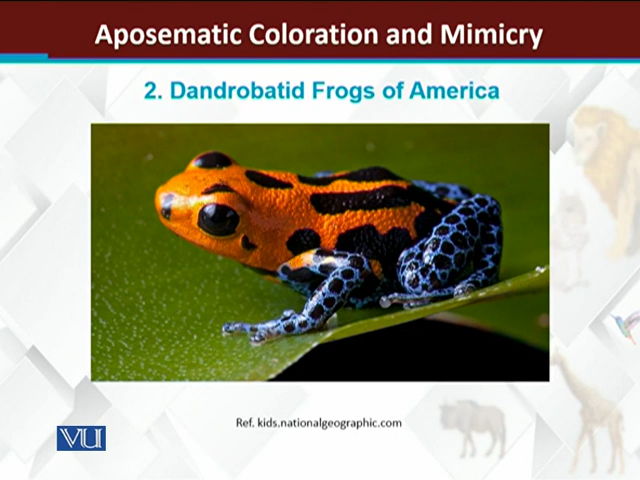 Aposematic Coloration and Mimicry
2. Dandrobatid Frogs of America
Ref. kids.nationalgeographic.com
VU